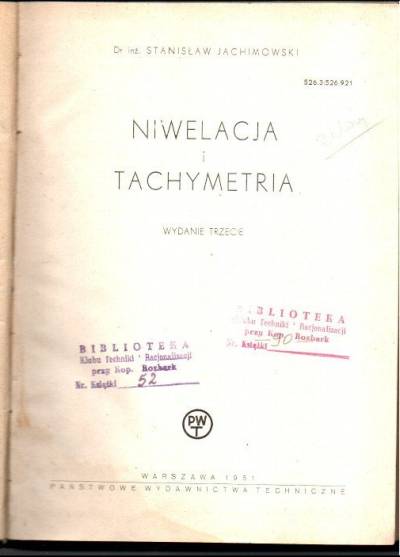 Dr inż. STANISŁAW JACHIMOWSKI
526.3:526.921
NIWELACJA
i
TACHYMETRIA
WYDANIE TRZECIE
BIBLIOTEKA
Klubu Techniki i Racjonalizacji
przy Kop. Rozbark
Nr. Książki 90
BIBLIOTEKA
Klubu Techniki i Racjonalizacji
przy Kop. Rozbark
Nr. Książki 52
PWT
WARSZAWA 1951
PAŃSTWOWE WYDAWNICTWA TECHNICZNE